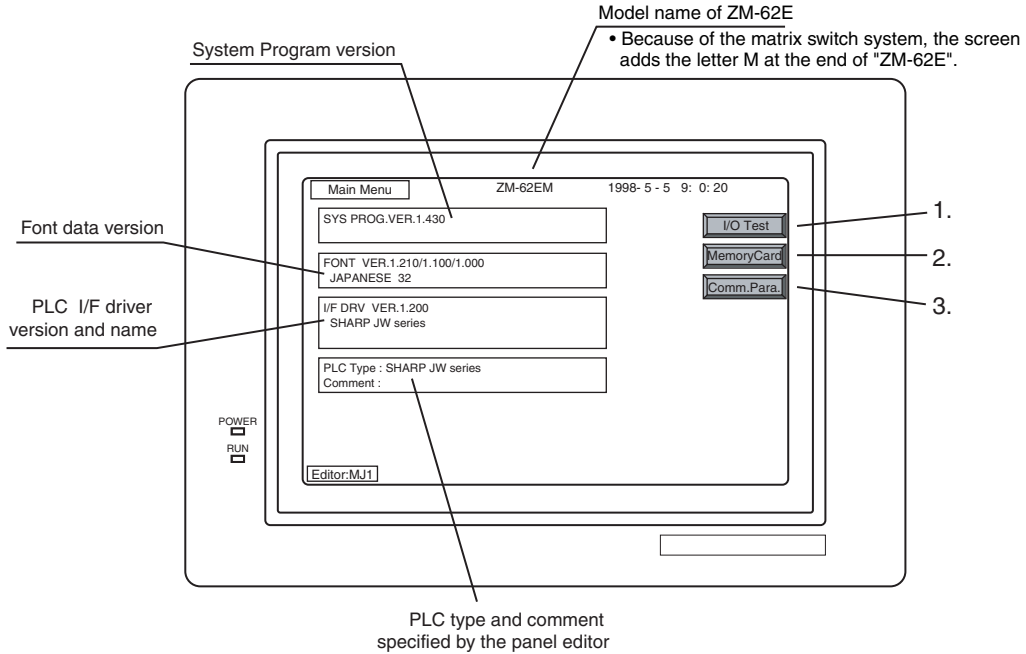 Model name of ZM-62E
• Because of the matrix switch system, the screen
adds the letter M at the end of "ZM-62E".
System Program version
Main Menu
ZM-62EM
1998- 5 - 5 9: 0: 20
SYS PROG.VER.1.430
I/O Test
1.
Font data version
FONT VER.1.210/1.100/1.000
JAPANESE 32
MemoryCard
2.
Comm.Para.
3.
PLC I/F driver
version and name
I/F DRV VER.1.200
SHARP JW series
PLC Type : SHARP JW series
Comment :
POWER
RUN
Editor:MJ1
PLC type and comment
specified by the panel editor